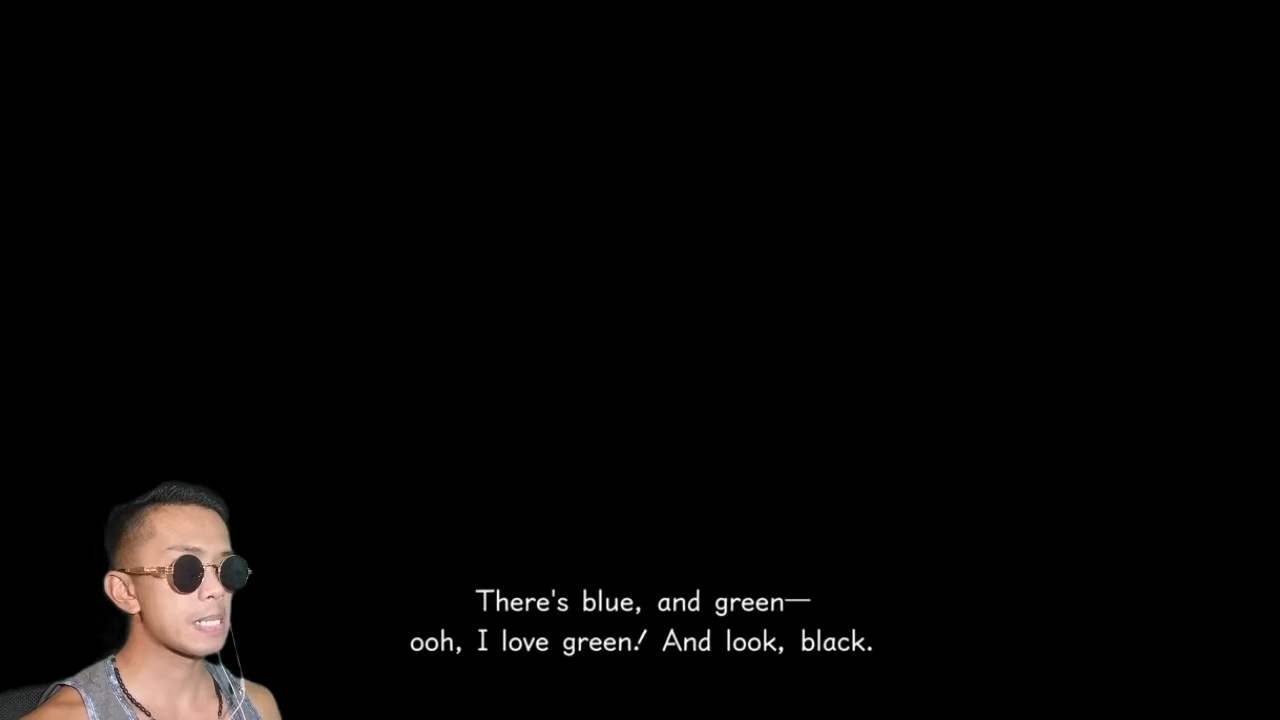 There's blue, and green—
ooh, I love green! And look, black.